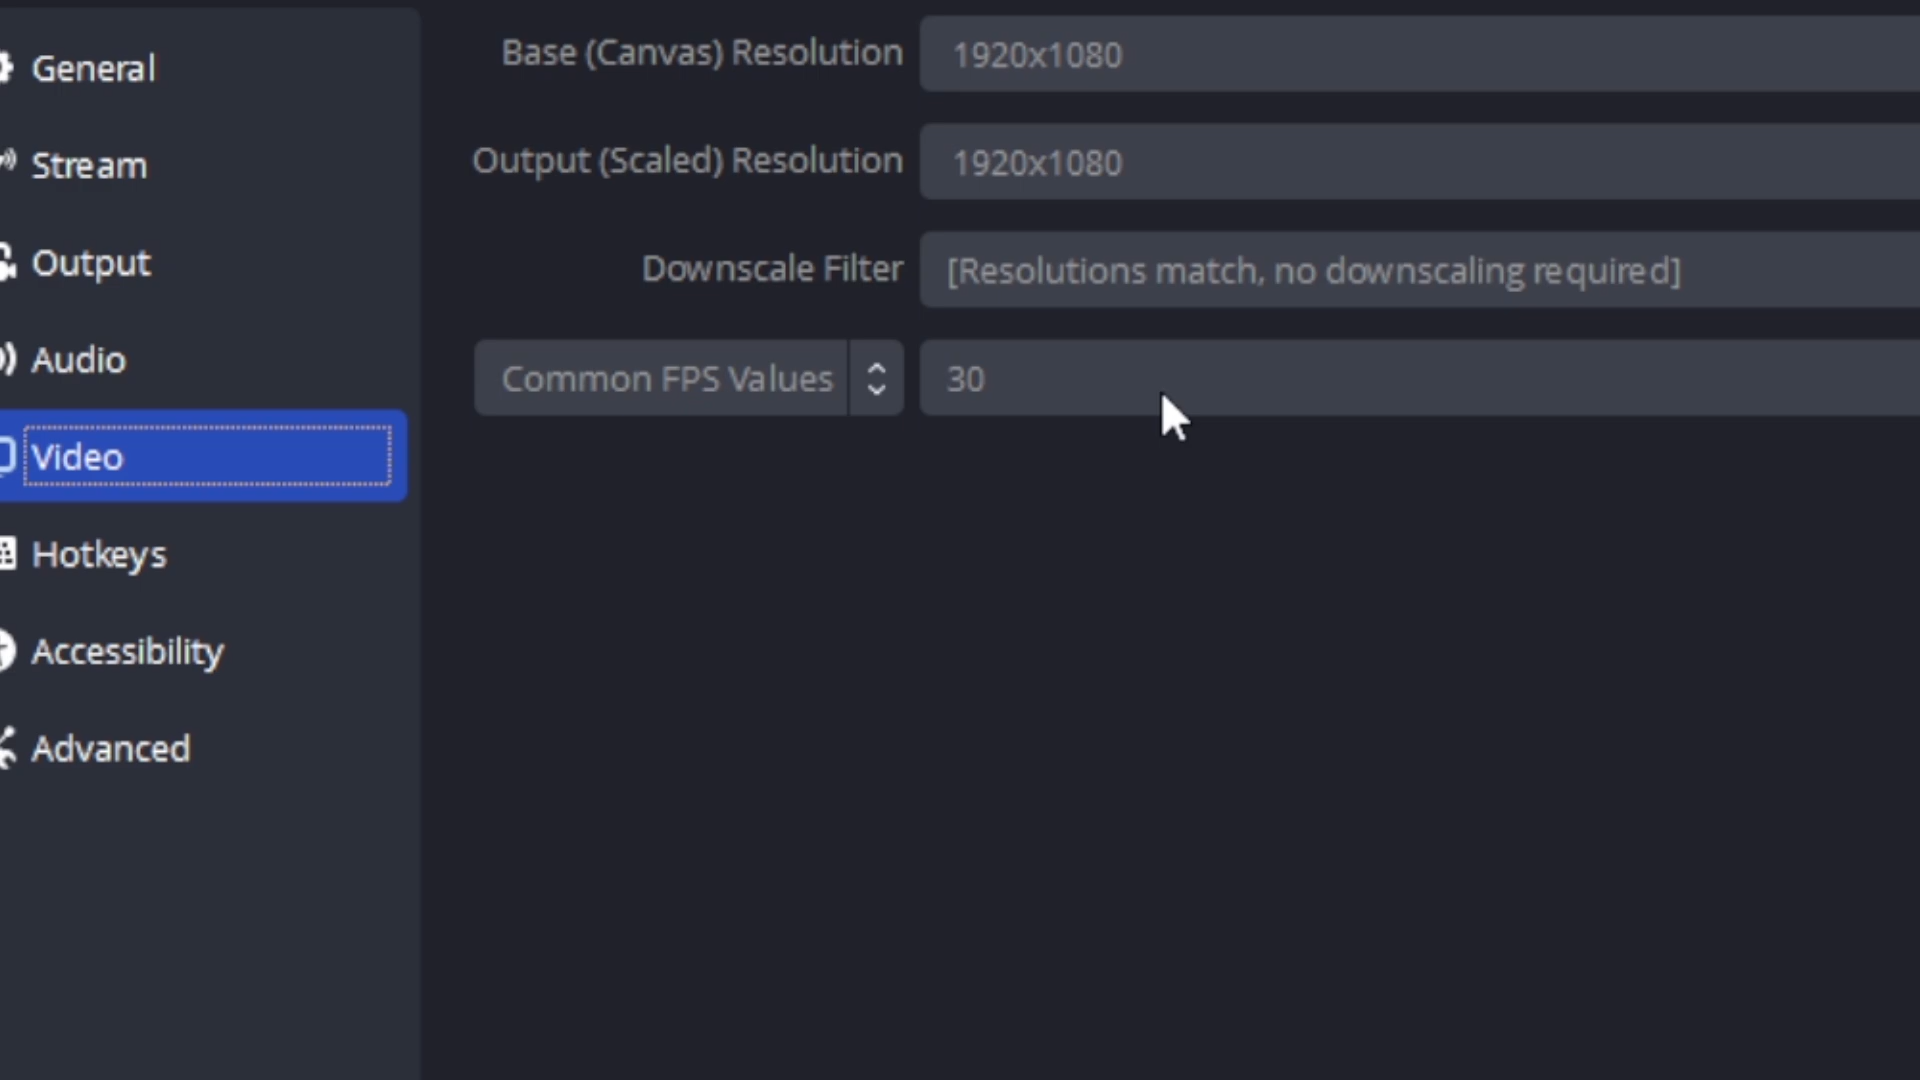 General
Stream
Output
Audio
Video
Hotkeys
Accessibility
Advanced
Base (Canvas) Resolution 1920x1080
Output (Scaled) Resolution 1920x1080
Downscale Filter [Resolutions match, no downscaling required]
Common FPS Values 30